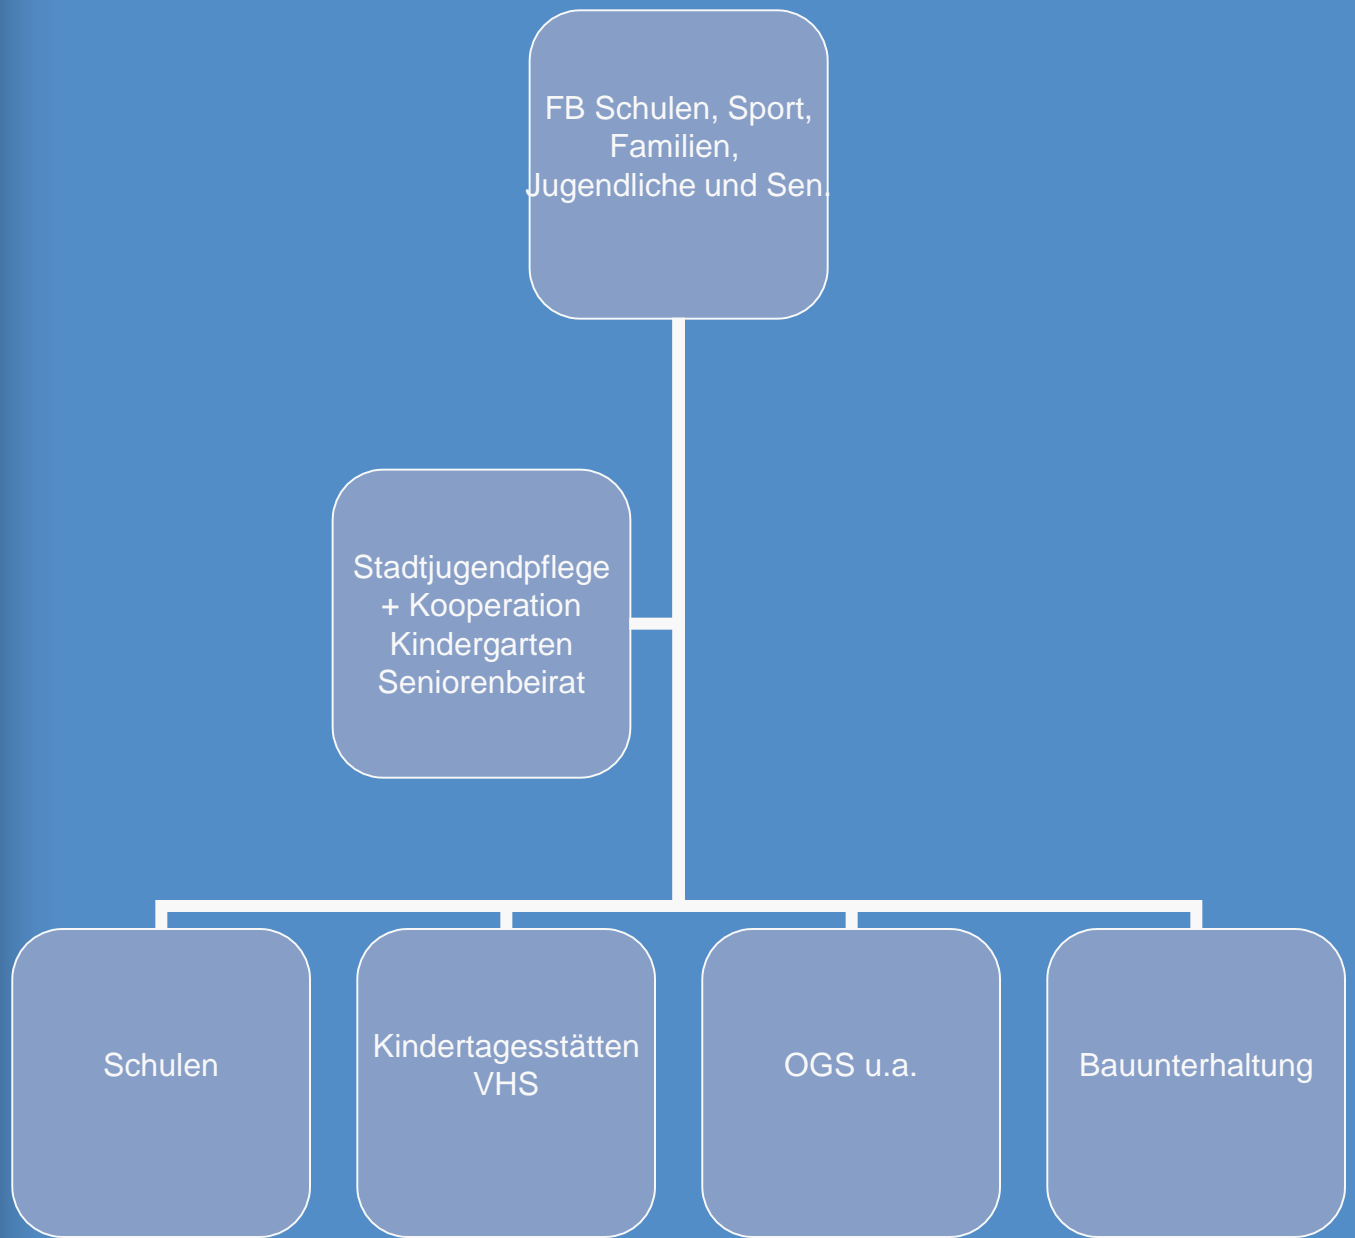 FB Schulen, Sport,
Familien,
Jugendliche und Sen.
Stadtjugendpflege
+ Kooperation
Kindergarten
Seniorenbeirat
Schulen
Kindertagesstätten
VHS
OGS u.a.
Bauunterhaltung